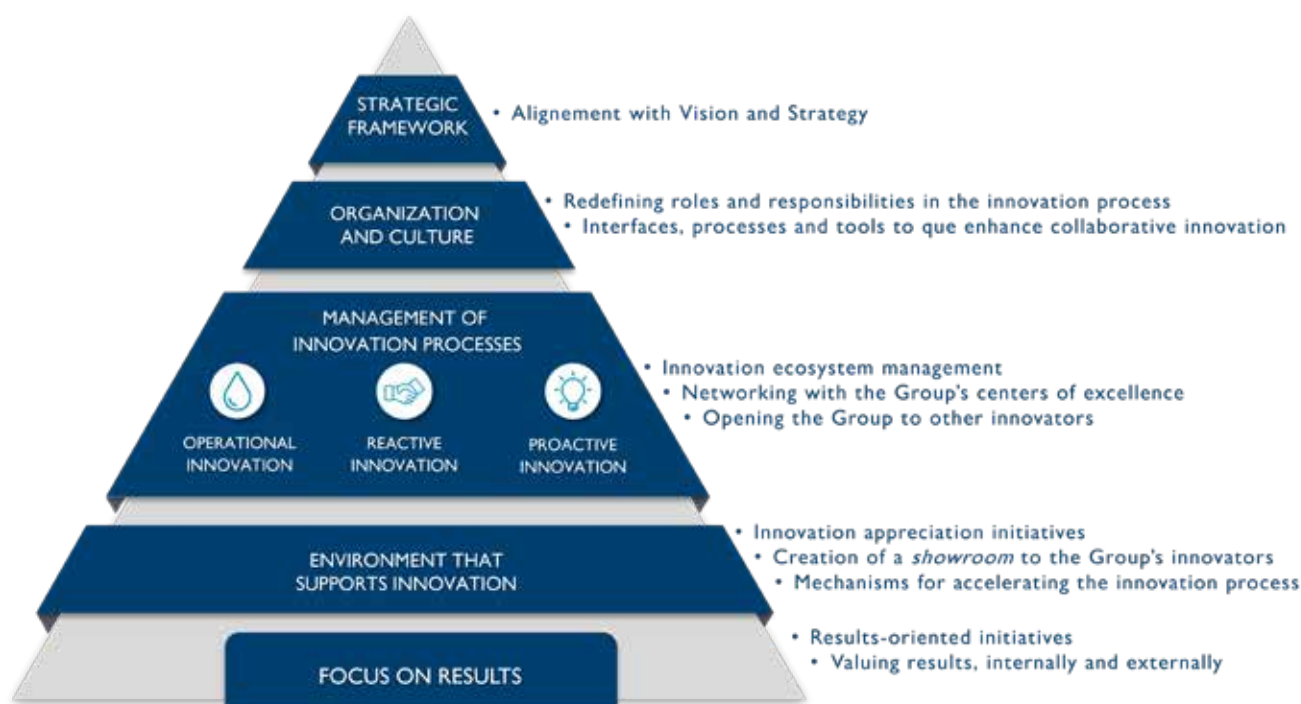 STRATEGIC
FRAMEWORK
• Alignement with Vision and Strategy
ORGANIZATION
AND CULTURE
• Redefining roles and responsibilities in the innovation process
• Interfaces, processes and tools to que enhance collaborative innovation
MANAGEMENT OF
INNOVATION PROCESSES
OPERATIONAL
INNOVATION
REACTIVE
INNOVATION
PROACTIVE
INNOVATION
• Innovation ecosystem management
• Networking with the Group's centers of excellence
• Opening the Group to other innovators
ENVIRONMENT THAT
SUPPORTS INNOVATION
• Innovation appreciation initiatives
• Creation of a showroom to the Group's innovators
• Mechanisms for accelerating the innovation process
FOCUS ON RESULTS
• Results-oriented initiatives
• Valuing results, internally and externally